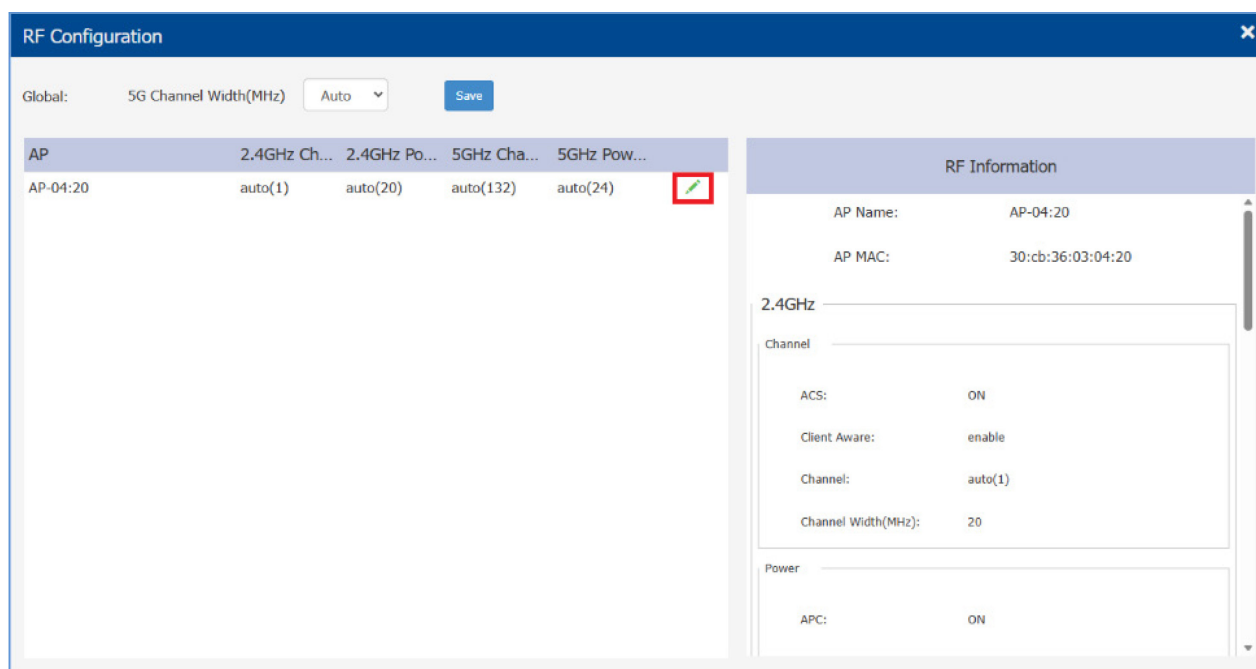 RF Configuration
Global: 5G Channel Width(MHz) Auto Save
AP 2.4GHz Ch... 2.4GHz Po... 5GHz Cha... 5GHz Pow...
AP-04:20 auto(1) auto(20) auto(132) auto(24)
RF Information
AP Name: AP-04:20
AP MAC: 30:cb:36:03:04:20
2.4GHz
Channel
ACS: ON
Client Aware: enable
Channel: auto(1)
Channel Width(MHz): 20
Power
APC: ON